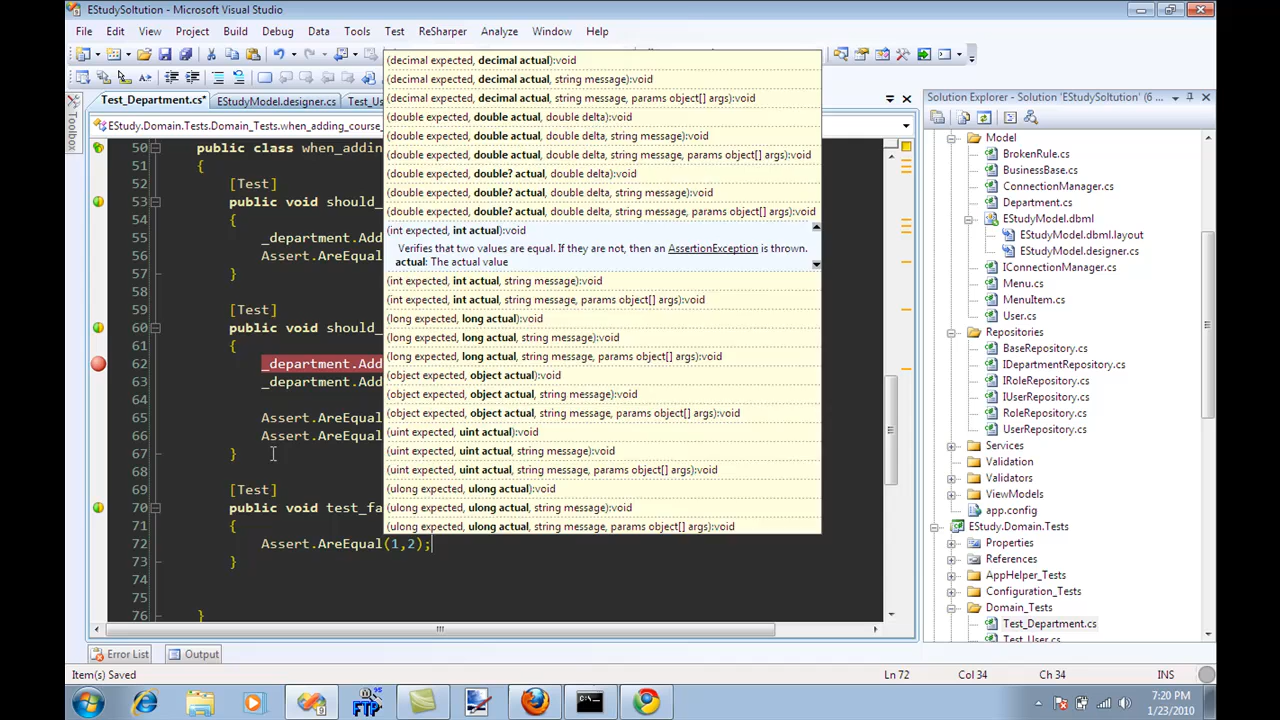 EStudySoltution - Microsoft Visual Studio
File Edit View Project Build Debug Data Tools Test ReSharper Analyze Window Help
Test_Department.cs* EStudyModel.designer.cs Test_Us
EStudy.Domain.Tests.Domain_Tests.when_adding_course_
Toolbox
50 public class when_addin
51 {
52 [Test]
53 public void should_
54 {
55 _department.Add
56 Assert.AreEqual
57 }
58
59 [Test]
60 public void should_
61 {
62 _department.Add
63 _department.Add
64
65 Assert.AreEqual
66 Assert.AreEqual
67 }
68
69 [Test]
70 public void test_fa
71 {
72 Assert.AreEqual(1,2);
73 }
74
75
76 }
(decimal expected, decimal actual):void
(decimal expected, decimal actual, string message):void
(decimal expected, decimal actual, string message, params object[] args):void
(double expected, double actual, double delta):void
(double expected, double actual, double delta, string message):void
(double expected, double actual, double delta, string message, params object[] args):void
(double expected, double? actual, double delta):void
(double expected, double? actual, double delta, string message):void
(double expected, double? actual, double delta, string message, params object[] args):void
(int expected, int actual):void
Verifies that two values are equal. If they are not, then an AssertionException is thrown.
actual: The actual value
(int expected, int actual, string message):void
(int expected, int actual, string message, params object[] args):void
(long expected, long actual):void
(long expected, long actual, string message):void
(long expected, long actual, string message, params object[] args):void
(object expected, object actual):void
(object expected, object actual, string message):void
(object expected, object actual, string message, params object[] args):void
(uint expected, uint actual):void
(uint expected, uint actual, string message):void
(uint expected, uint actual, string message, params object[] args):void
(ulong expected, ulong actual):void
(ulong expected, ulong actual, string message):void
(ulong expected, ulong actual, string message, params object[] args):void
Solution Explorer - Solution 'EStudySoltution' (6 ...
Model
BrokenRule.cs
BusinessBase.cs
ConnectionManager.cs
Department.cs
EStudyModel.dbml
EStudyModel.dbml.layout
EStudyModel.designer.cs
IConnectionManager.cs
Menu.cs
MenuItem.cs
User.cs
Repositories
BaseRepository.cs
IDepartmentRepository.cs
IRoleRepository.cs
IUserRepository.cs
RoleRepository.cs
UserRepository.cs
Services
Validation
Validators
ViewModels
app.config
EStudy.Domain.Tests
Properties
References
AppHelper_Tests
Configuration_Tests
Domain_Tests
Test_Department.cs
Test_User.cs
Error List Output
Item(s) Saved Ln 72 Col 34 Ch 34 INS
FTP
7:20 PM
1/23/2010